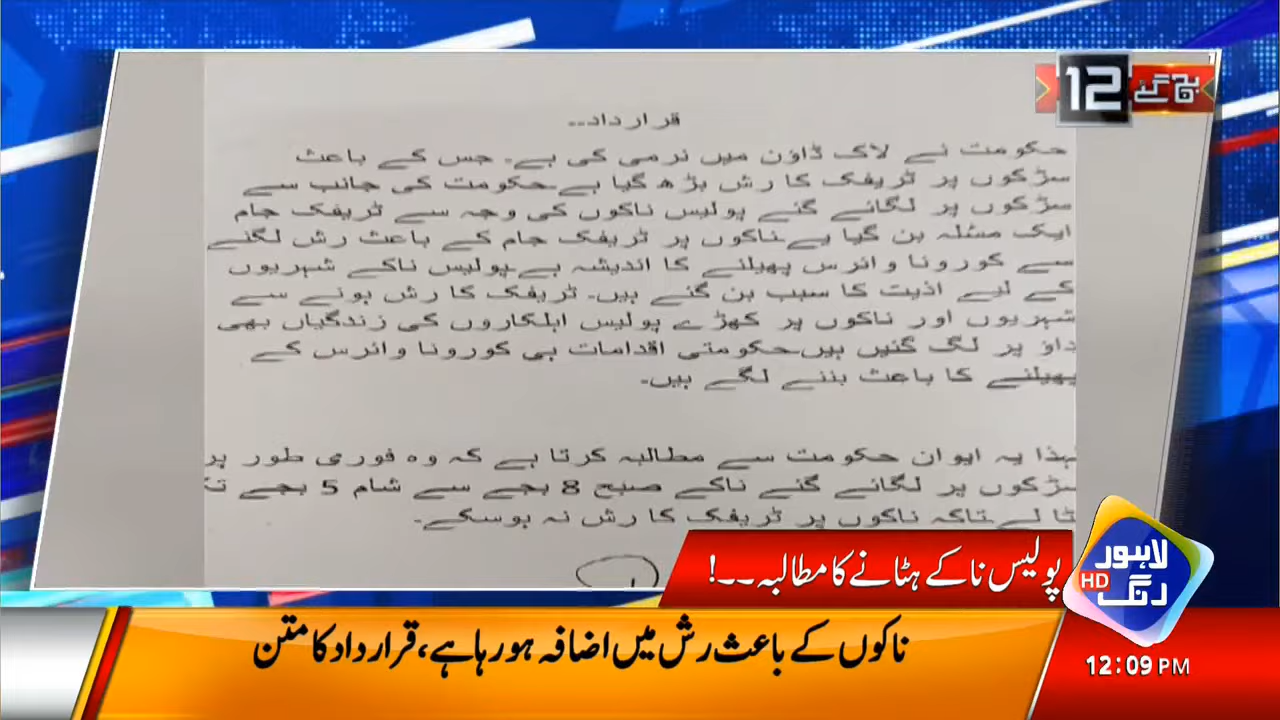 12 بج گئے
قرارداد۔۔
حکومت نے لاک ڈاؤن میں نرمی کی ہے۔ جس کے باعث
سڑکوں پر ٹریفک کا رش بڑھ گیا ہے۔حکومت کی جانب سے
سڑکوں پر لگائے گئے پولیس ناکوں کی وجہ سے ٹریفک جام
ایک مسئلہ بن گیا ہے۔ناکوں پر ٹریفک جام کے باعث رش لگنے
سے کورونا وائرس پھیلنے کا اندیشہ ہے۔پولیس ناکے شہریوں
کے لیے اذیت کا سبب بن گئے ہیں۔ ٹریفک کا رش ہونے سے
شہریوں اور ناکوں پر کھڑے پولیس اہلکاروں کی زندگیاں بھی
داؤ پر لگ گئیں ہیں۔حکومتی اقدامات ہی کورونا وائرس کے
پھیلنے کا باعث بننے لگے ہیں۔
ہذا یہ ایوان حکومت سے مطالبہ کرتا ہے کہ وہ فوری طور پر
سڑکوں پر لگائے گئے ناکے صبح 8 بجے سے شام 5 بجے تک
ٹا لے۔تاکہ ناکوں پر ٹریفک کا رش نہ ہوسکے۔
پولیس ناکے ہٹانے کا مطالبہ۔۔!
لاہور رنگ HD
ناکوں کے باعث رش میں اضافہ ہورہا ہے، قرارداد کا متن
12:09 PM